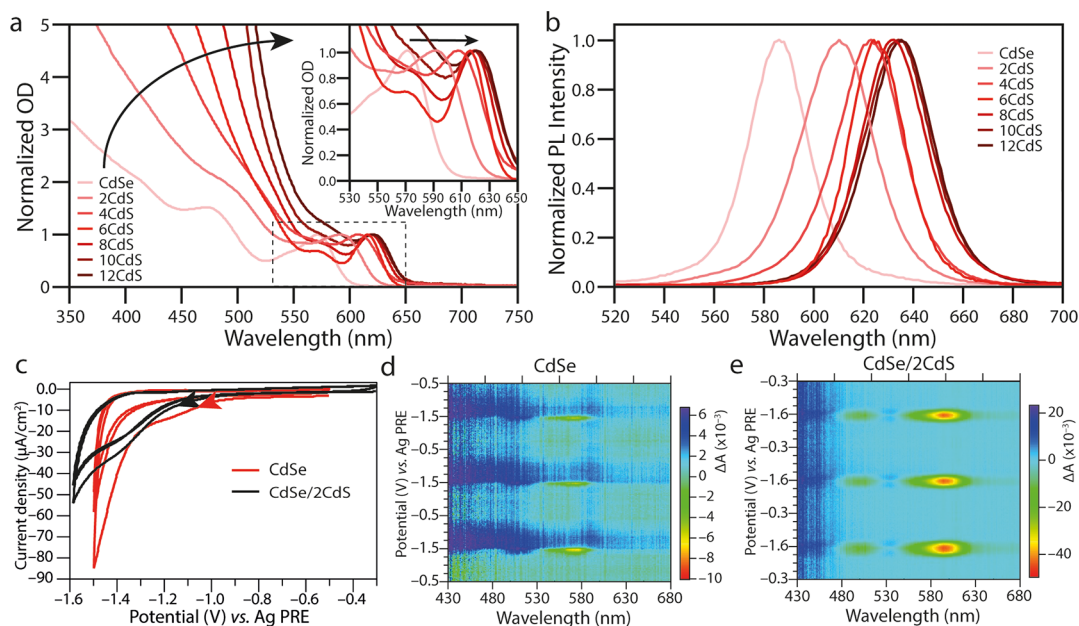 a
Normalized OD
5
4
3
2
1
0
350 400 450 500 550 600 650 700 750
Wavelength (nm)
CdSe
2CdS
4CdS
6CdS
8CdS
10CdS
12CdS
Normalized OD
1.0
0.8
0.6
0.4
0.2
0.0
530 550 570 590 610 630 650
Wavelength (nm)
b
Normalized PL Intensity
1.0
0.8
0.6
0.4
0.2
0
520 540 560 580 600 620 640 660 680 700
Wavelength (nm)
CdSe
2CdS
4CdS
6CdS
8CdS
10CdS
12CdS
c
Current density (μA/cm²)
0.0
−10
−20
−30
−40
−50
−60
−70
−80
−90
−1.6 −1.4 −1.2 −1.0 −0.8 −0.6 −0.4
Potential (V) vs. Ag PRE
CdSe
CdSe/2CdS
d
CdSe
Potential (V) vs. Ag PRE
−0.5
−1.5
−0.5
−1.5
−0.5
−1.5
−0.5
430 480 530 580 630 680
Wavelength (nm)
6
4
2
0
−2
−4
−6
−8
−10
ΔA (x10⁻³)
e
CdSe/2CdS
Potential (V) vs. Ag PRE
−0.3
−1.6
−0.3
−1.6
−0.3
−1.6
−0.3
430 480 530 580 630 680
Wavelength (nm)
20
0
−20
−40
ΔA (x10⁻³)